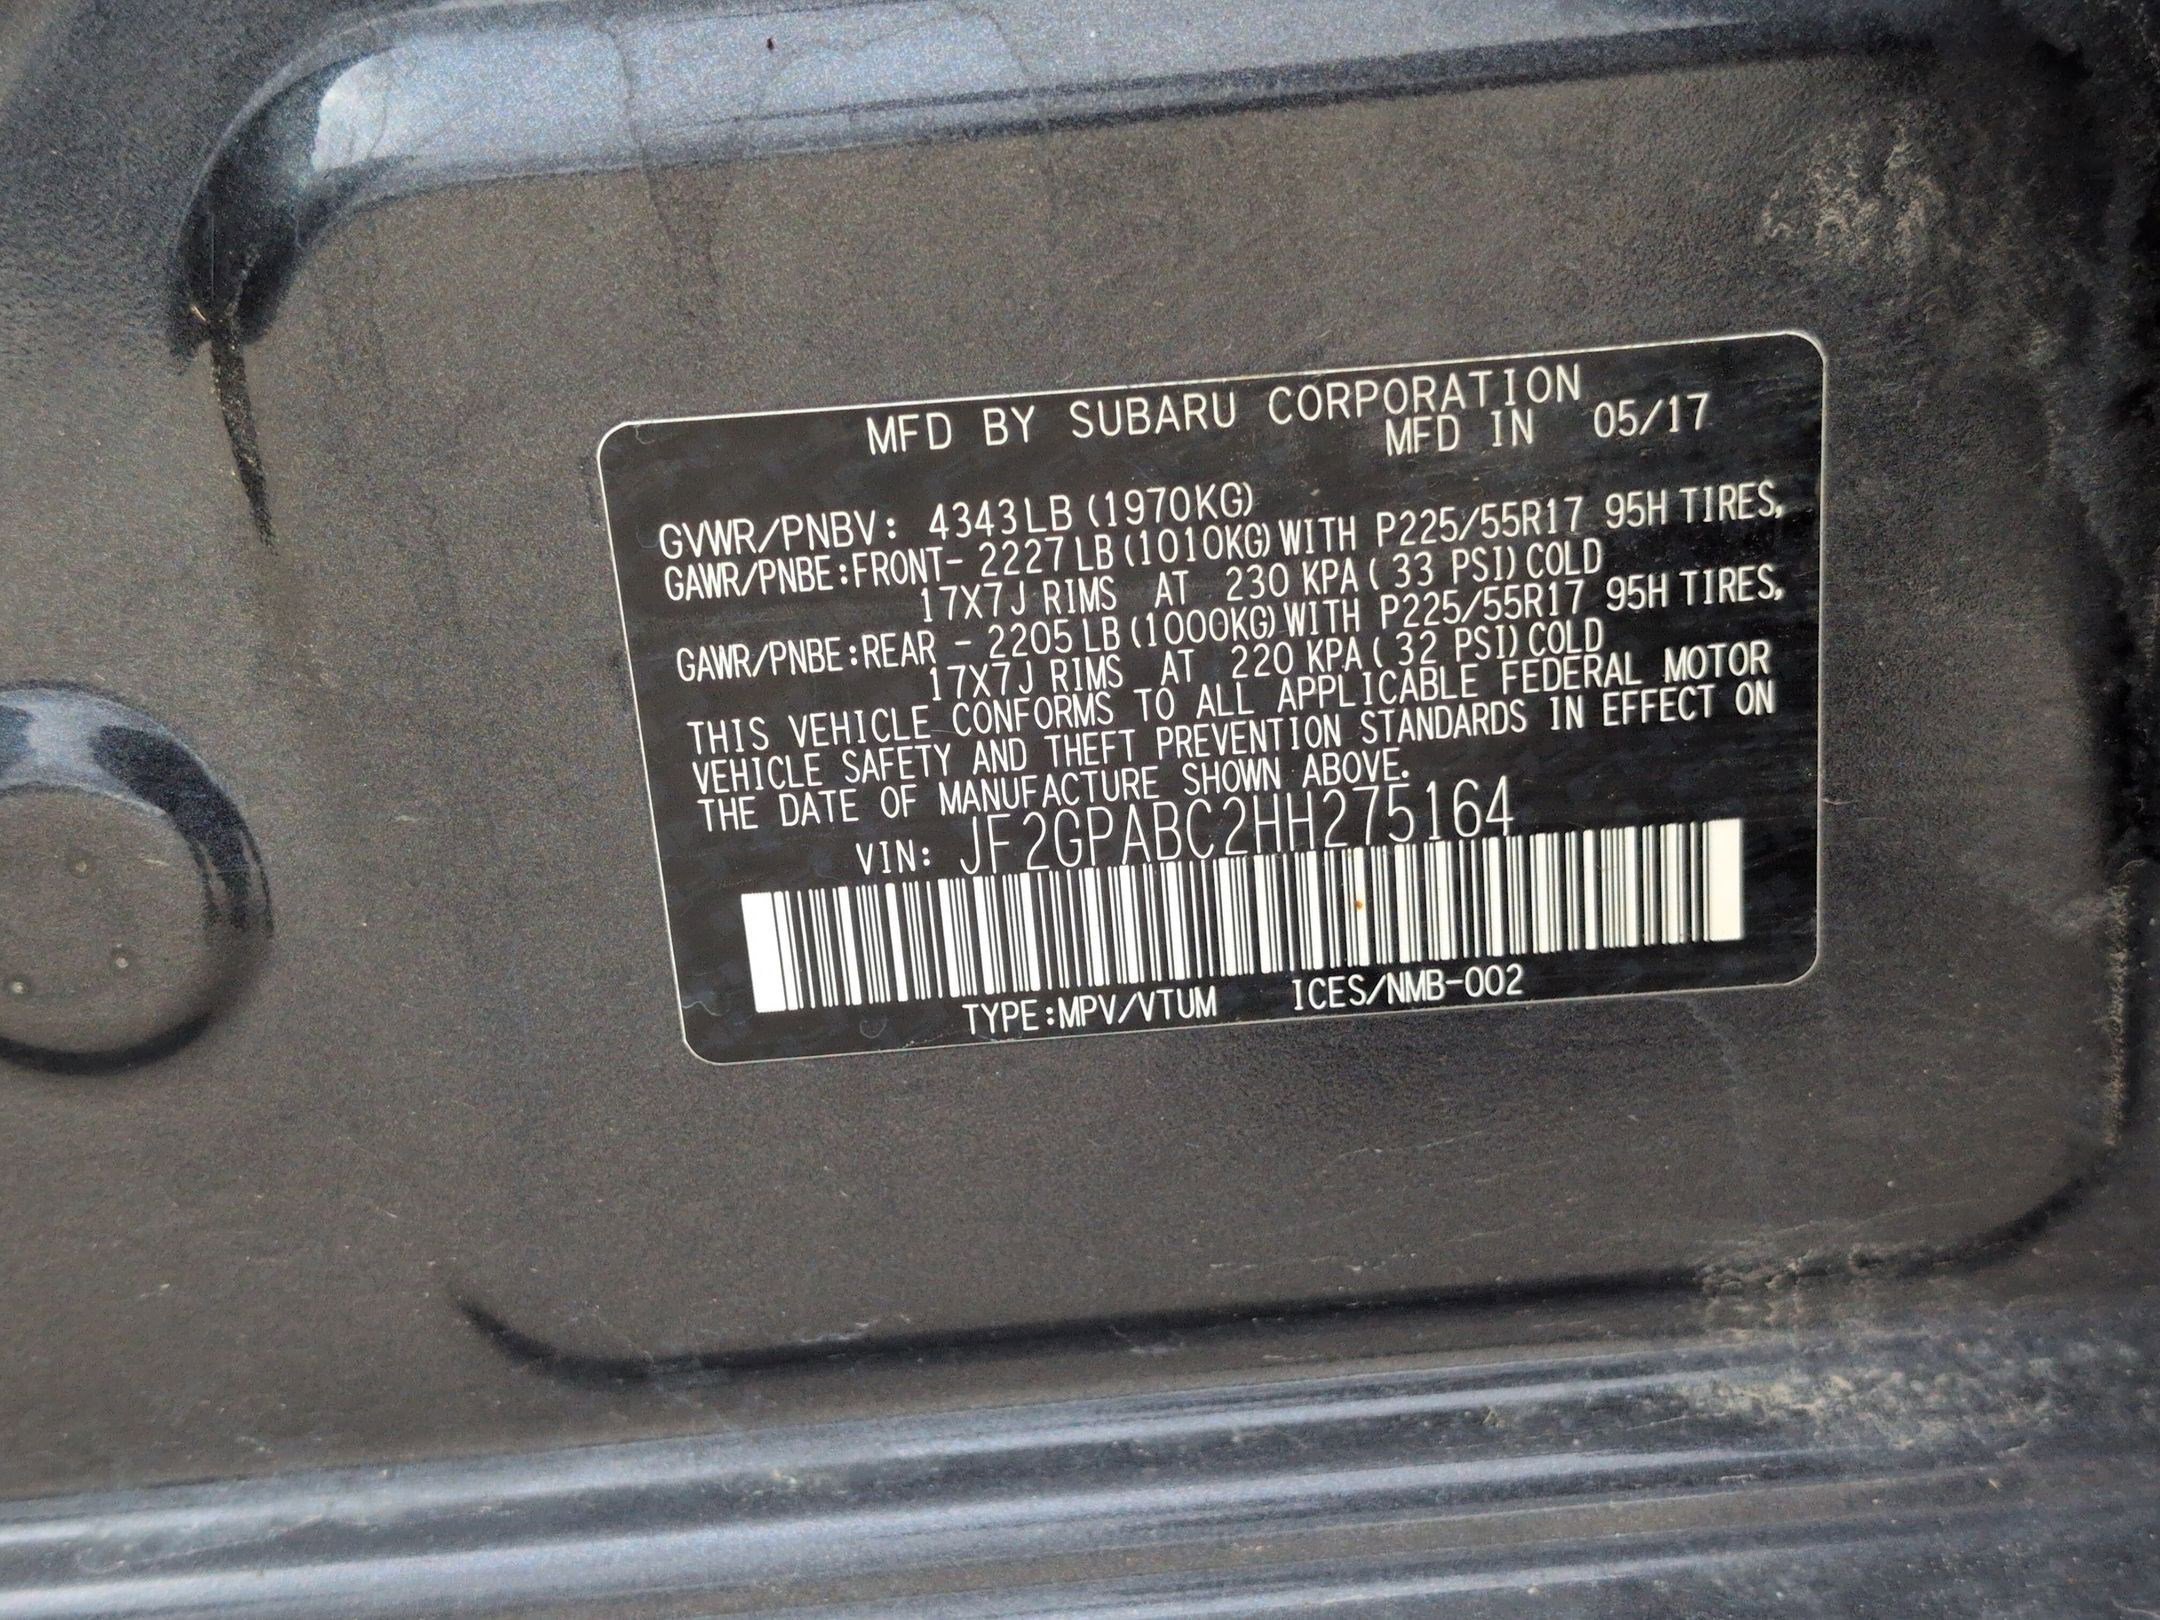 MFD BY SUBARU CORPORATION
MFD IN 05/17
GVWR/PNBV: 4343LB (1970KG)
GAWR/PNBE:FRONT- 2227 LB (1010KG) WITH P225/55R17 95H TIRES,
17X7J RIMS AT 230 KPA ( 33 PSI) COLD
GAWR/PNBE:REAR - 2205 LB (1000KG) WITH P225/55R17 95H TIRES,
17X7J RIMS AT 220 KPA ( 32 PSI) COLD
THIS VEHICLE CONFORMS TO ALL APPLICABLE FEDERAL MOTOR
VEHICLE SAFETY AND THEFT PREVENTION STANDARDS IN EFFECT ON
THE DATE OF MANUFACTURE SHOWN ABOVE.
VIN: JF2GPABC2HH275164
TYPE:MPV/VTUM ICES/NMB-002